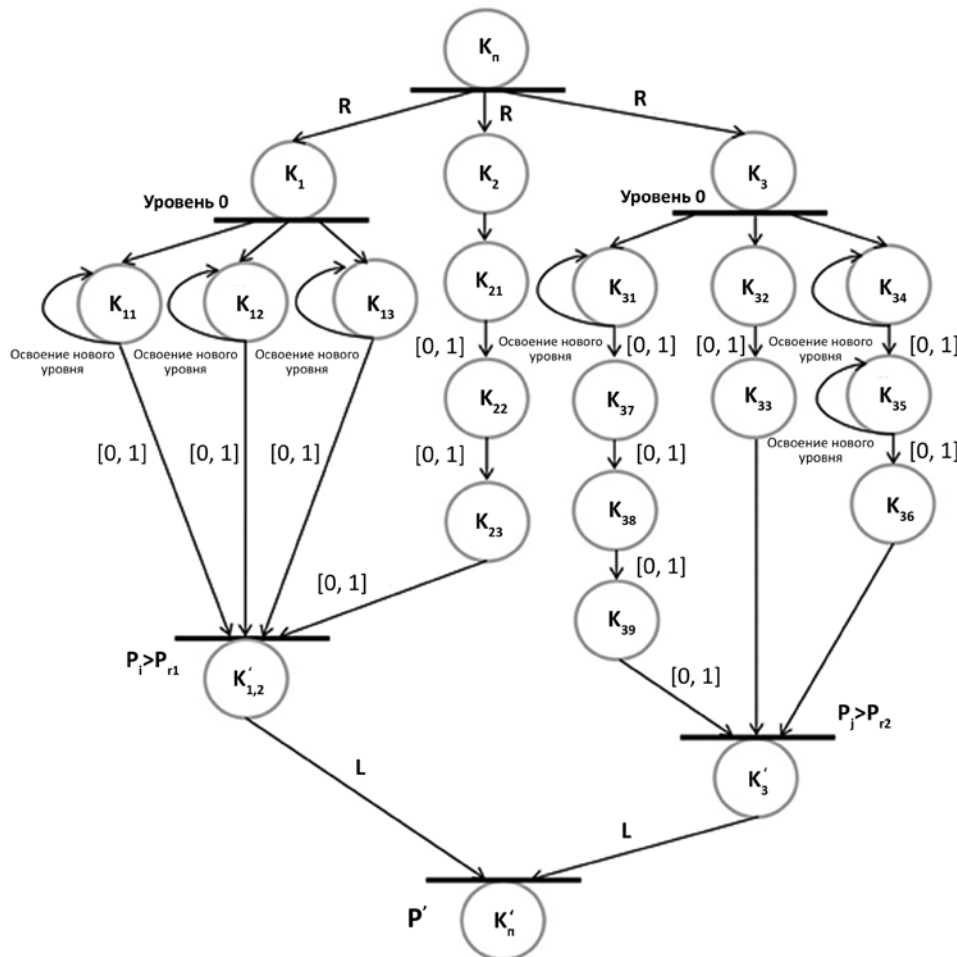 Kп
R
R
R
K1
K2
K3
Уровень 0
Уровень 0
K11
K12
K13
K21
K31
K32
K34
Освоение нового
уровня
Освоение нового
уровня
Освоение нового
уровня
[0, 1]
Освоение нового
уровня
[0, 1]
[0, 1]
Освоение нового
уровня
[0, 1]
K22
K37
K33
K35
[0, 1]
[0, 1]
[0, 1]
[0, 1]
[0, 1]
Освоение нового
уровня
[0, 1]
K23
K38
K36
[0, 1]
[0, 1]
K39
Pi>Pr1
K′1,2
[0, 1]
Pj>Pr2
L
K′3
L
P′
K′п